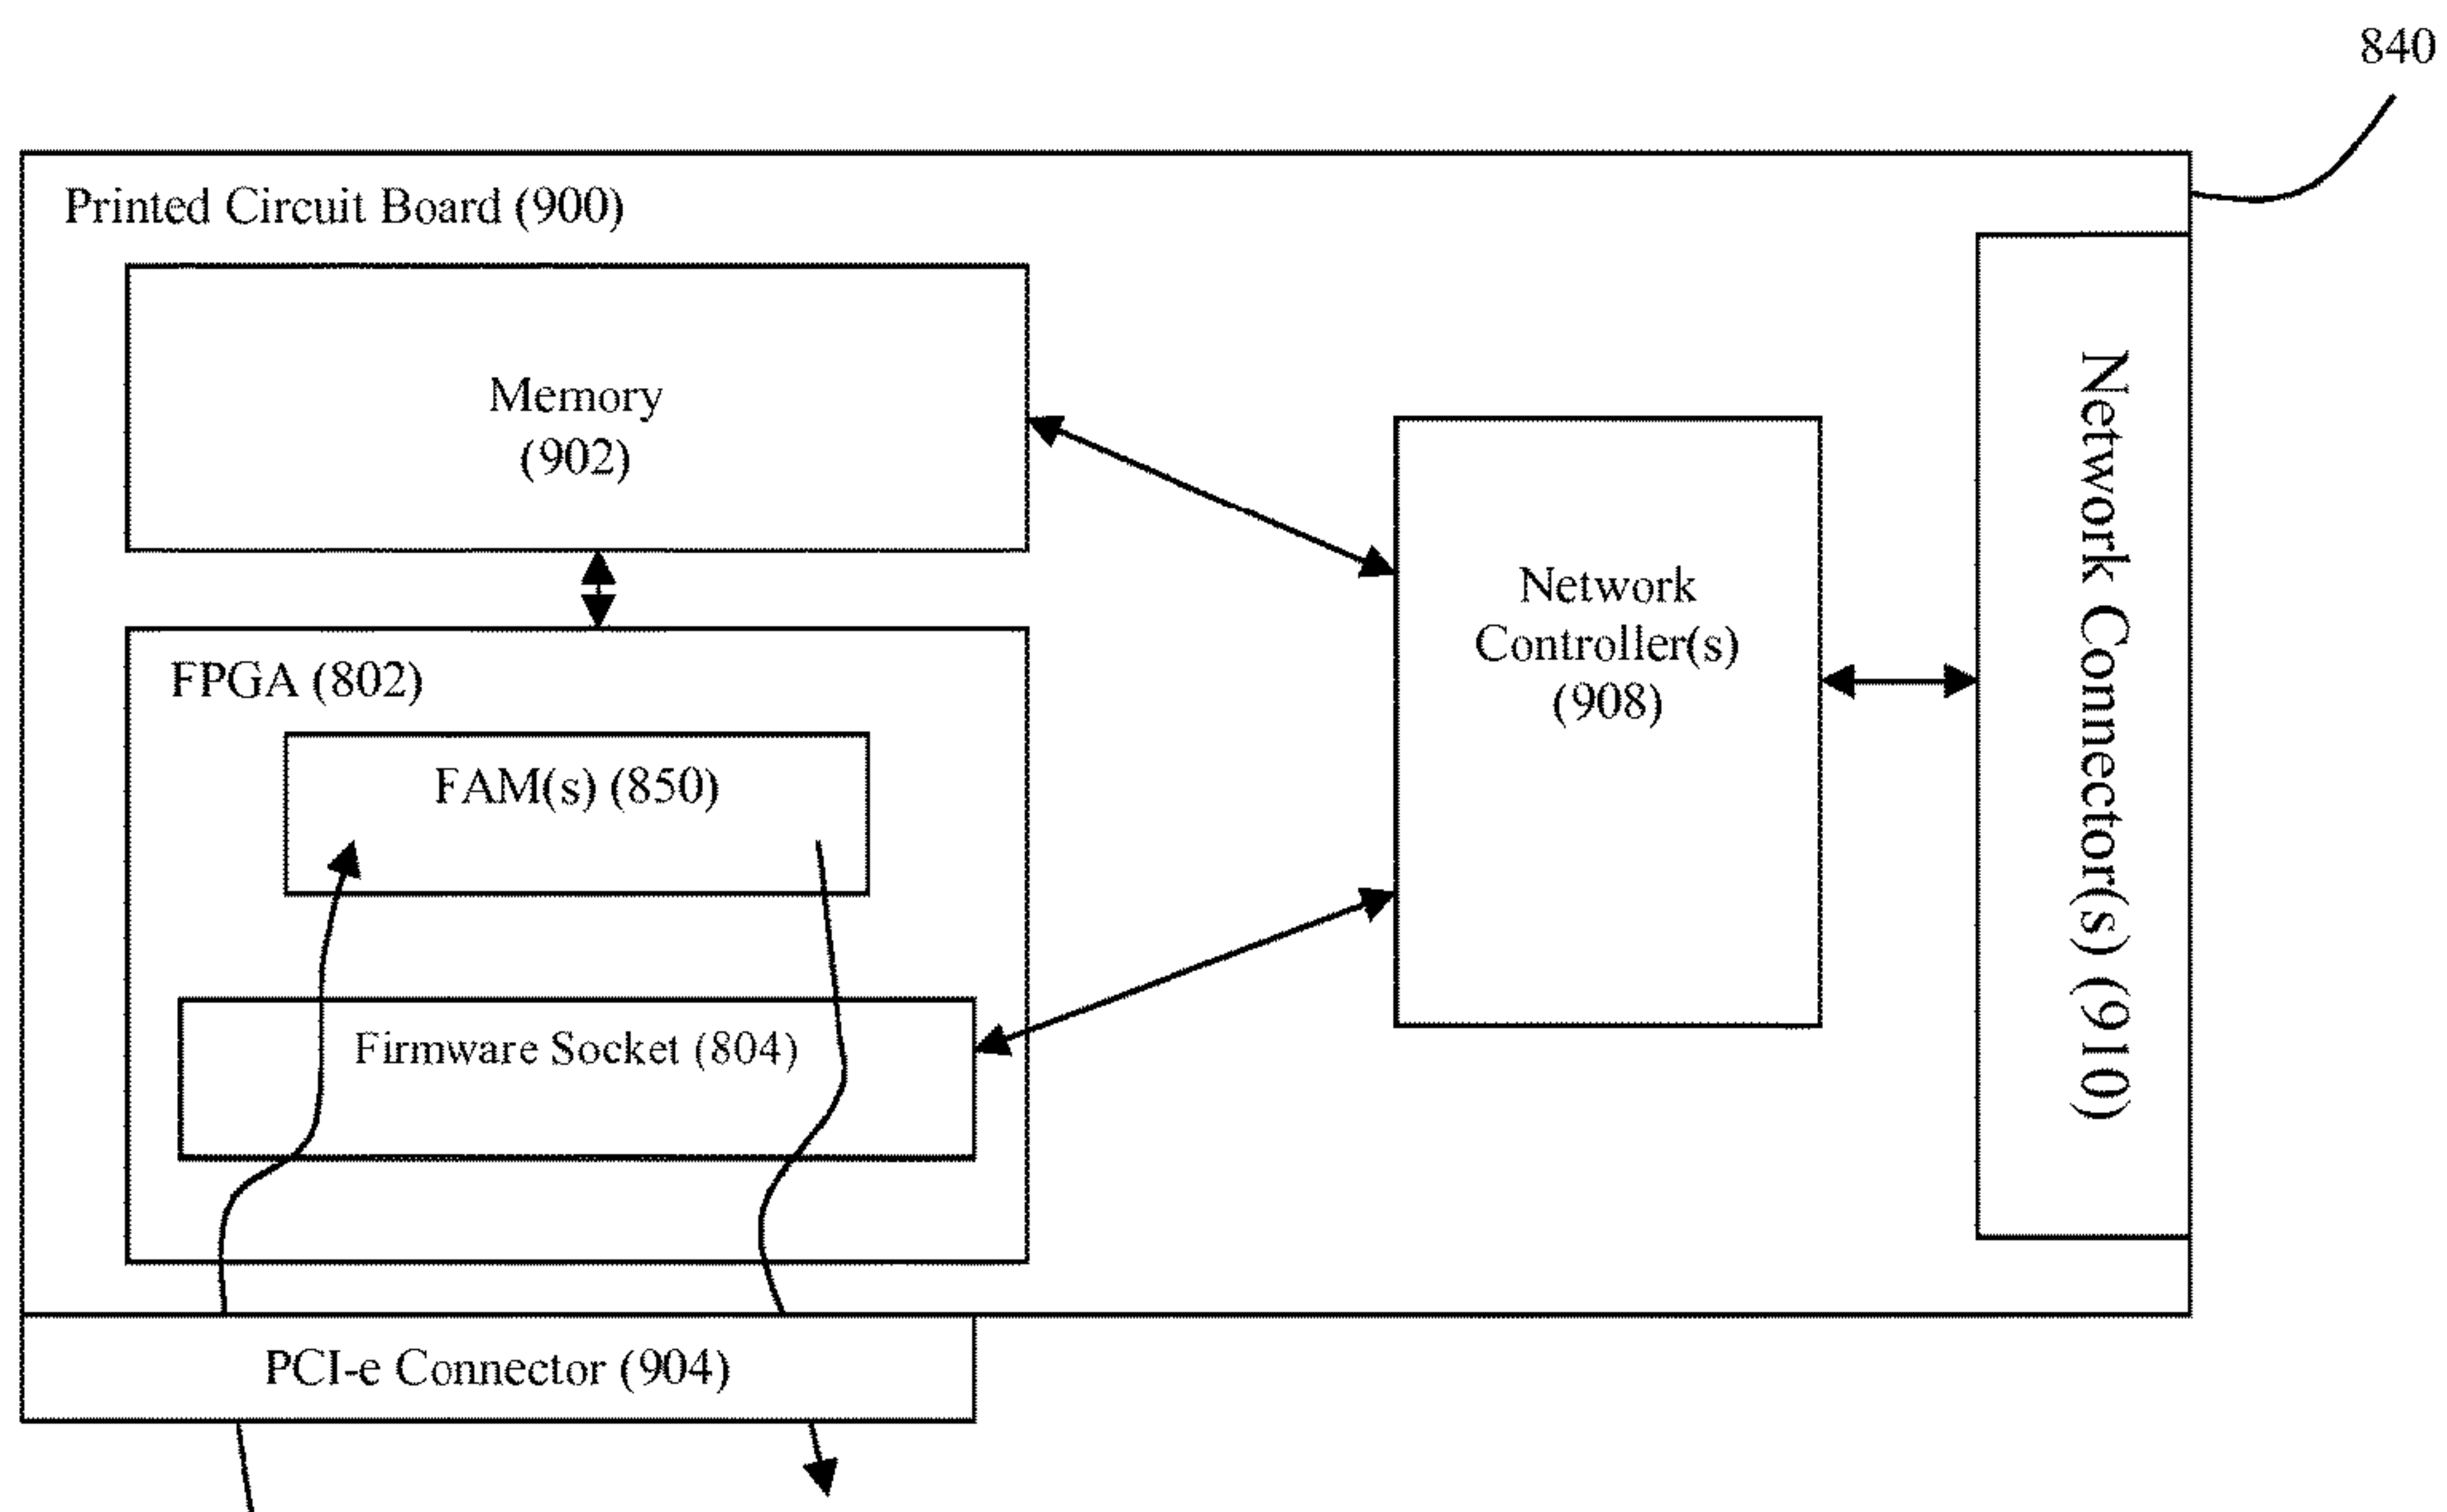 840
Printed Circuit Board (900)
Memory
(902)
Network
Controller(s)
(908)
Network Connector(s) (910)
FPGA (802)
FAM(s) (850)
Firmware Socket (804)
PCI-e Connector (904)